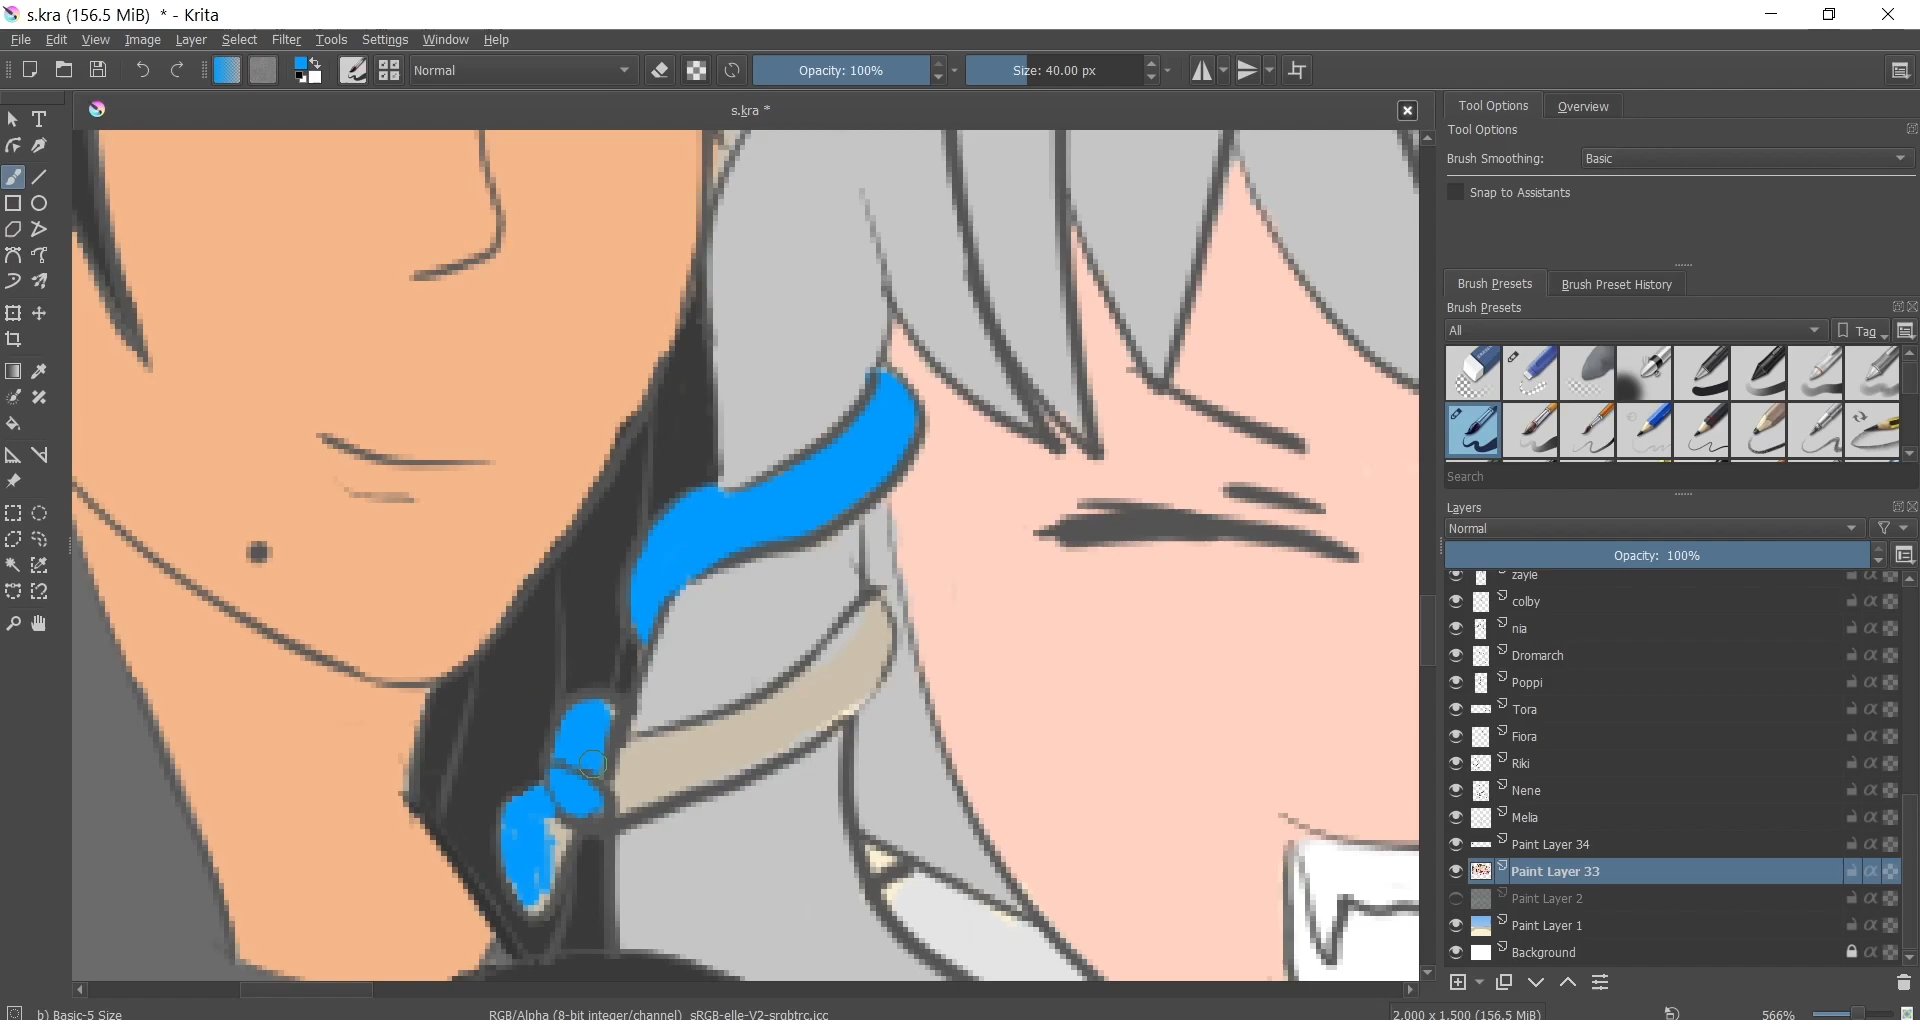 s.kra (156.5 MiB) * - Krita
File Edit View Image Layer Select Filter Tools Settings Window Help
Normal Opacity: 100% Size: 40.00 px
s.kra *
Tool Options Overview
Tool Options
Brush Smoothing: Basic
Snap to Assistants
Brush Presets Brush Preset History
Brush Presets
All Tag
Search
Layers
Normal
Opacity: 100%
zayle
colby
nia
Dromarch
Poppi
Tora
Fiora
Riki
Nene
Melia
Paint Layer 34
Paint Layer 33
Paint Layer 2
Paint Layer 1
Background
b) Basic-5 Size RGB/Alpha (8-bit integer/channel) sRGB-elle-V2-srgbtrc.icc 2,000 x 1,500 (156.5 MiB) 566%